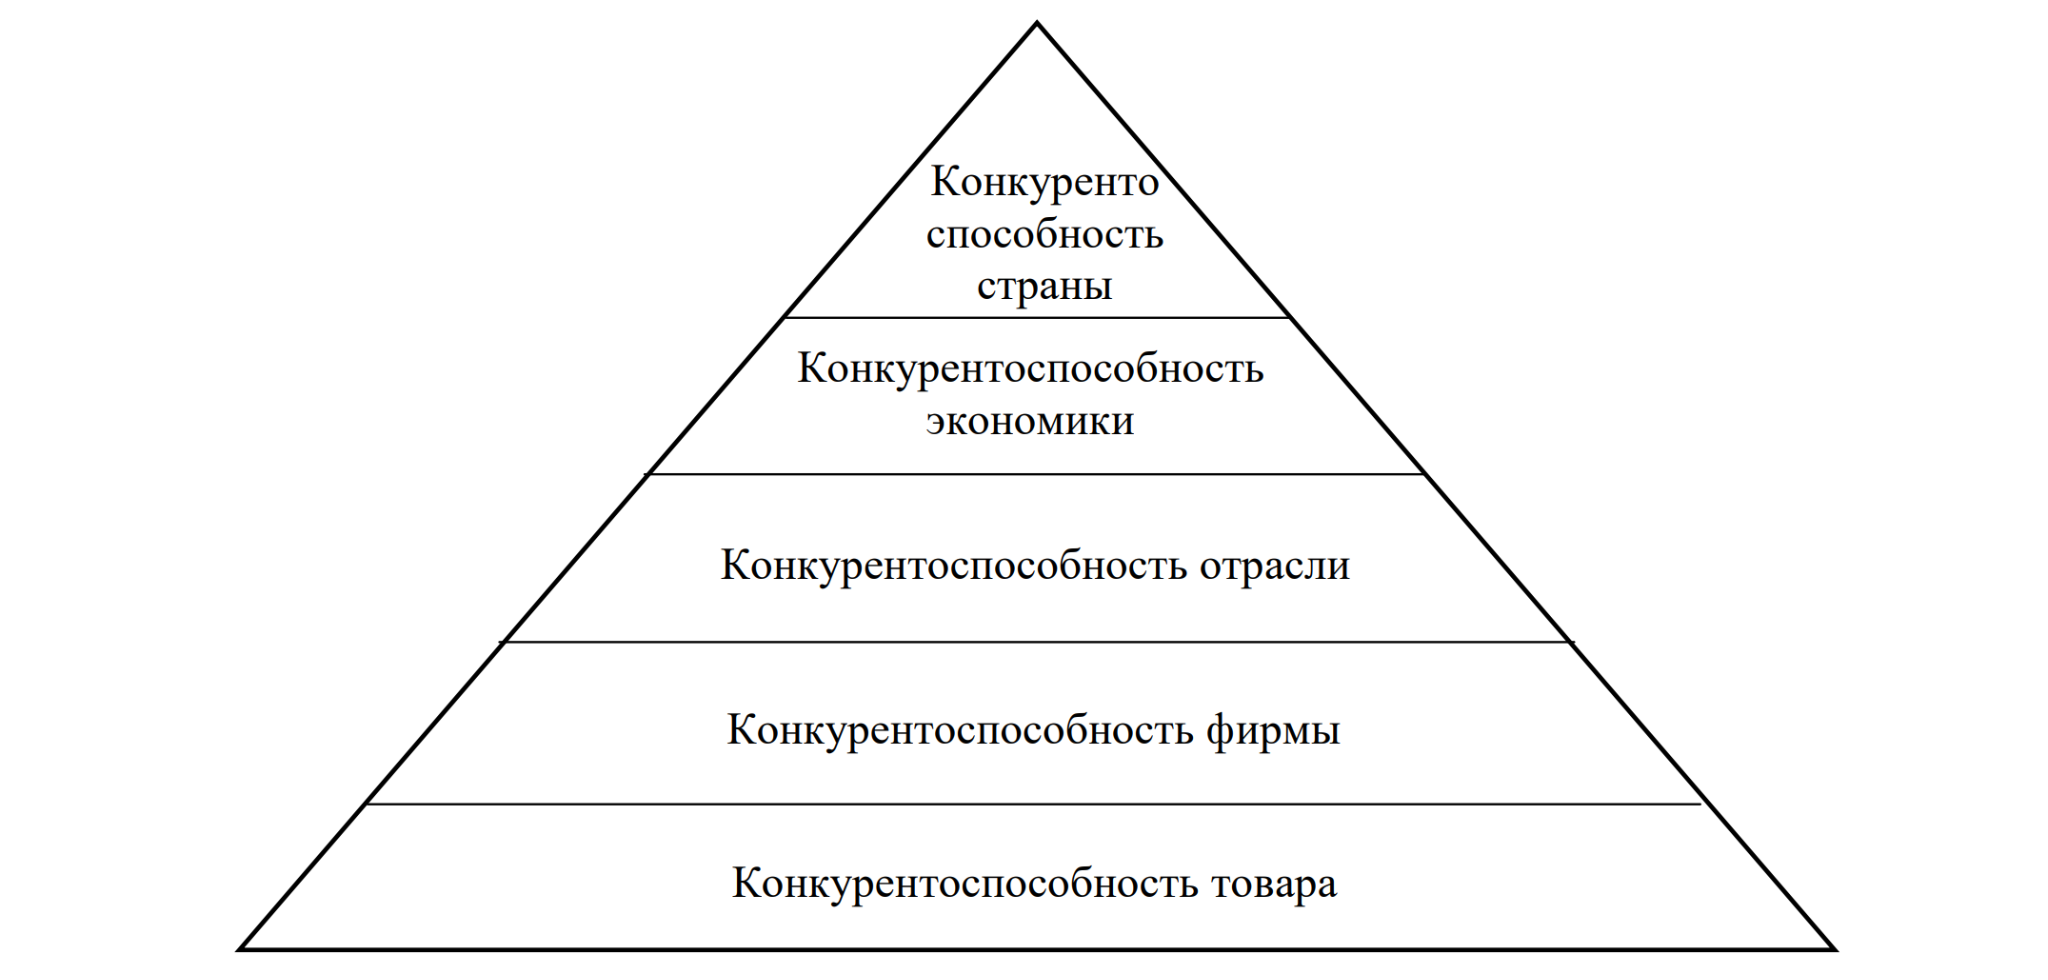 Конкуренто
способность
страны
Конкурентоспособность
экономики
Конкурентоспособность отрасли
Конкурентоспособность фирмы
Конкурентоспособность товара